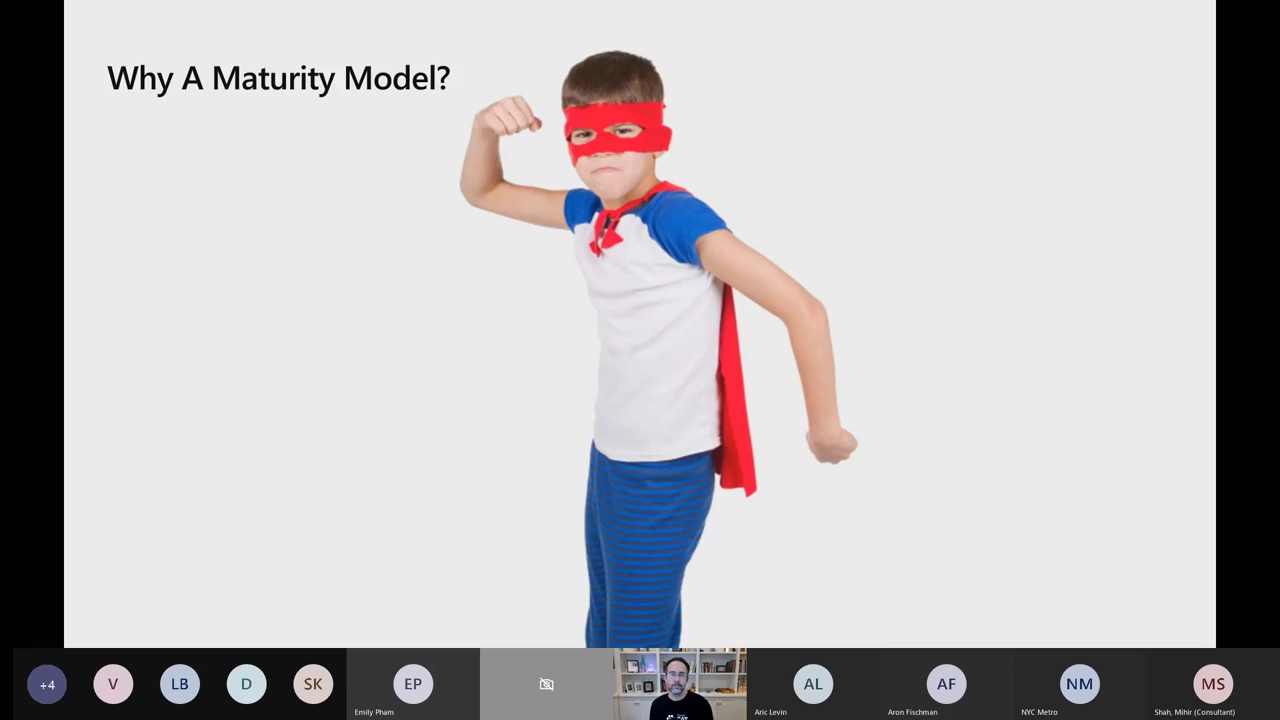 Why A Maturity Model?
+4
V
LB
D
SK
EP
AL
AF
NM
MS
Emily Pham
Aric Levin
Aron Fischman
NYC Metro
Shah, Mihir (Consultant)